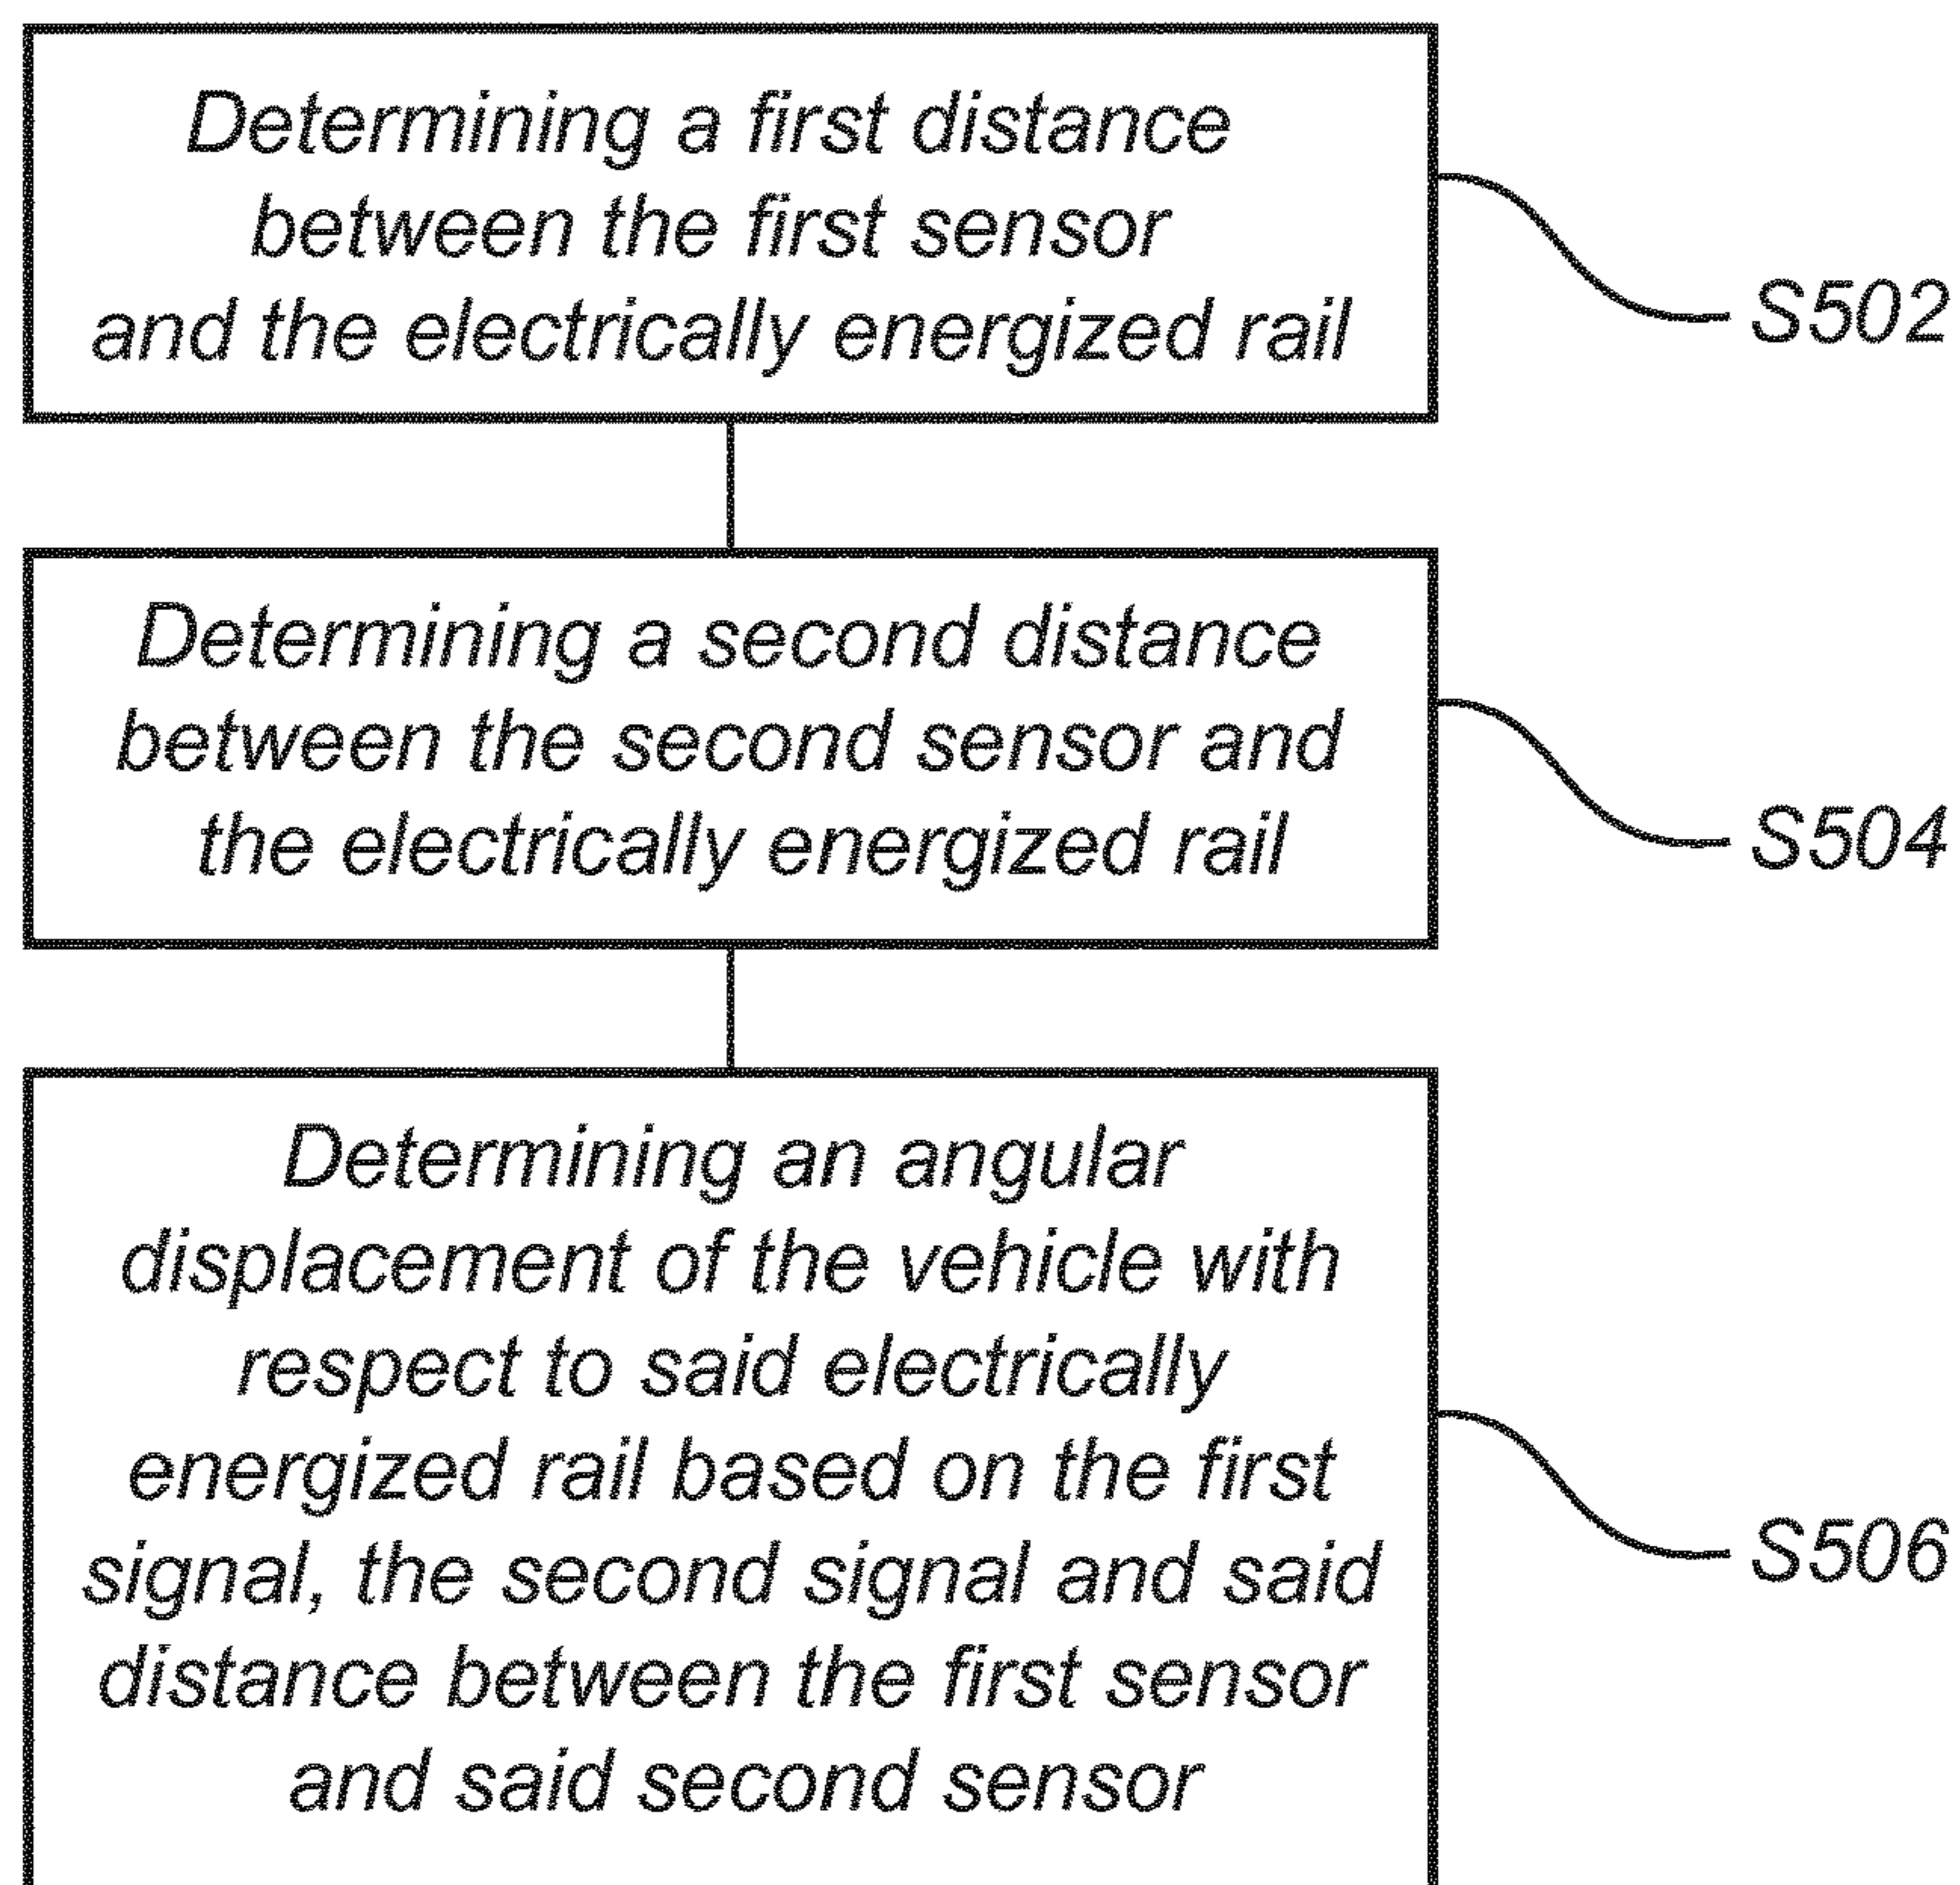 Determining a first distance
between the first sensor
and the electrically energized rail
S502
Determining a second distance
between the second sensor and
the electrically energized rail
S504
Determining an angular
displacement of the vehicle with
respect to said electrically
energized rail based on the first
signal, the second signal and said
distance between the first sensor
and said second sensor
S506